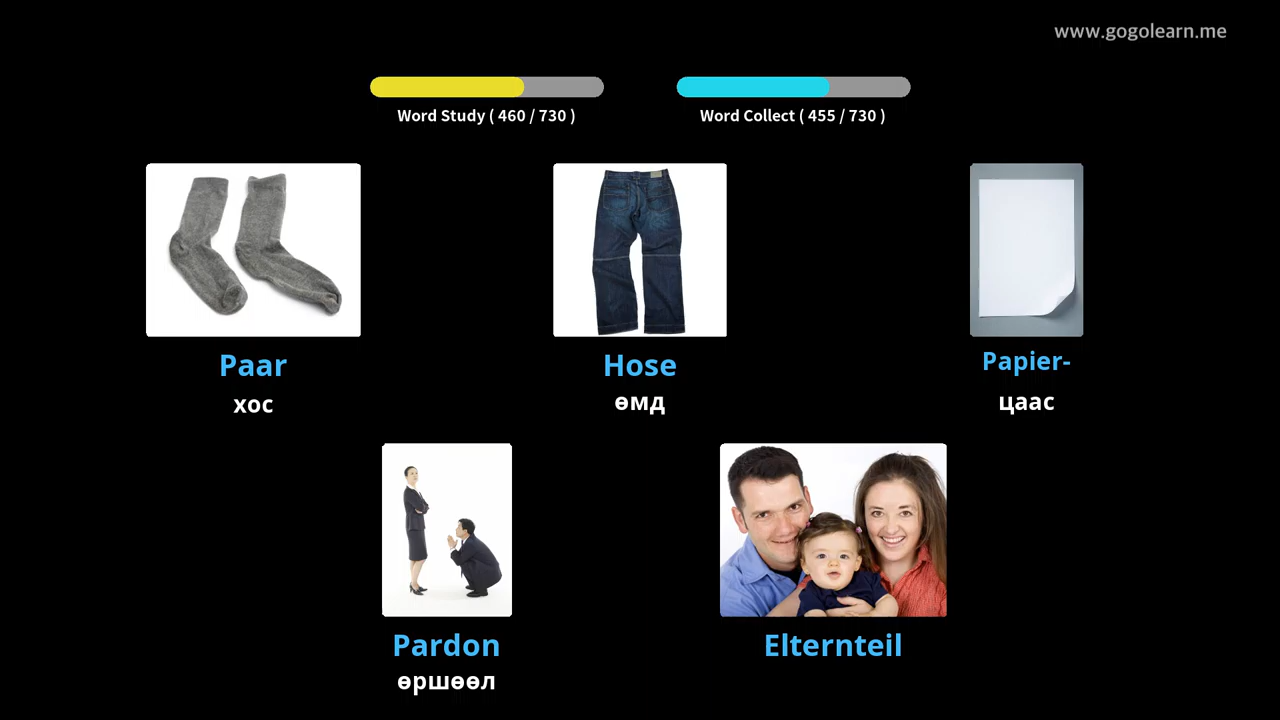 www.gogolearn.me
Word Study ( 460 / 730 )
Word Collect ( 455 / 730 )
Paar
хос
Hose
өмд
Papier-
цаас
Pardon
өршөөл
Elternteil